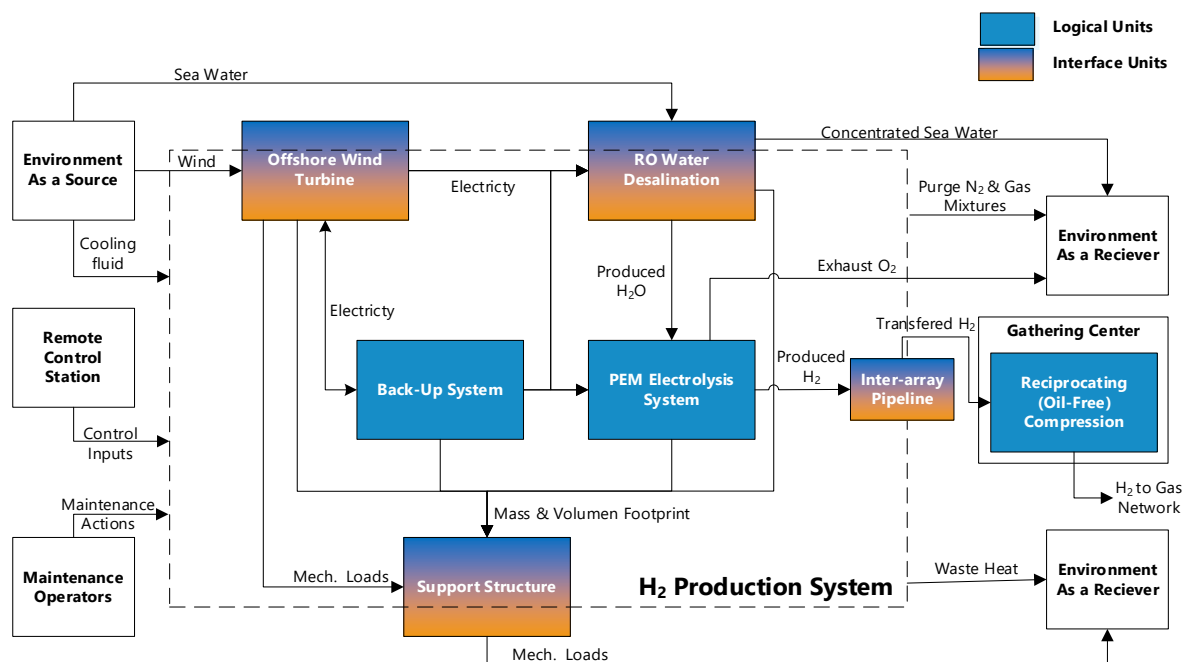 Logical Units
Interface Units
Sea Water
Environment
As a Source
Wind
Offshore Wind
Turbine
Electricty
RO Water
Desalination
Concentrated Sea Water
Purge N₂ & Gas
Mixtures
Environment
As a Reciever
Cooling
fluid
Produced
H₂O
Exhaust O₂
Electricty
Remote
Control
Station
Control
Inputs
Back-Up System
PEM Electrolysis
System
Produced
H₂
Transfered H₂
Inter-array
Pipeline
Gathering Center
Reciprocating
(Oil-Free)
Compression
H₂ to Gas
Network
Maintenance
Actions
Maintenance
Operators
Mass & Volumen Footprint
Mech. Loads
Support Structure
H₂ Production System
Waste Heat
Environment
As a Reciever
Mech. Loads